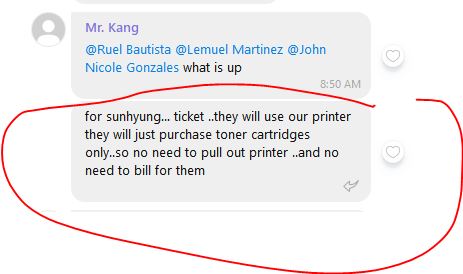 Mr. Kang
@Ruel Bautista @Lemuel Martinez @John
Nicole Gonzales what is up
8:50 AM
for sunhyung... ticket ..they will use our printer
they will just purchase toner cartridges
only..so no need to pull out printer ..and no
need to bill for them